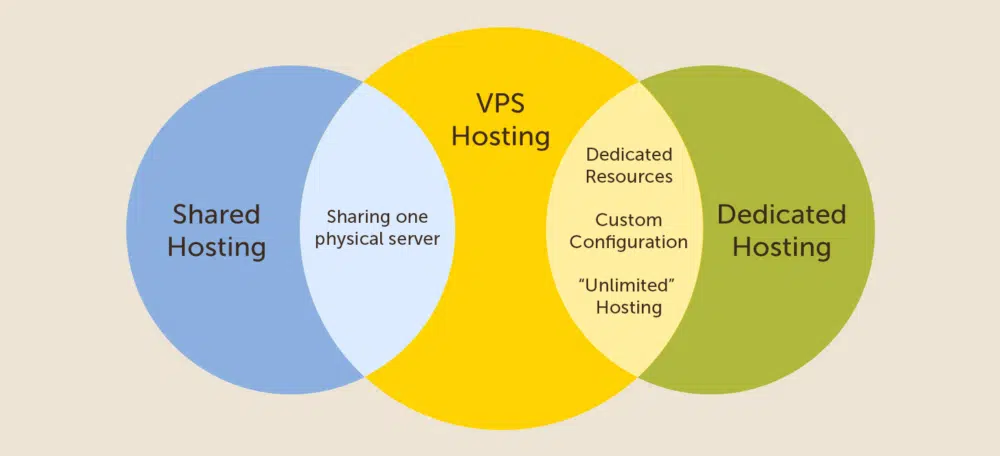 Shared
Hosting
Sharing one
physical server
VPS
Hosting
Dedicated
Resources
Custom
Configuration
“Unlimited”
Hosting
Dedicated
Hosting